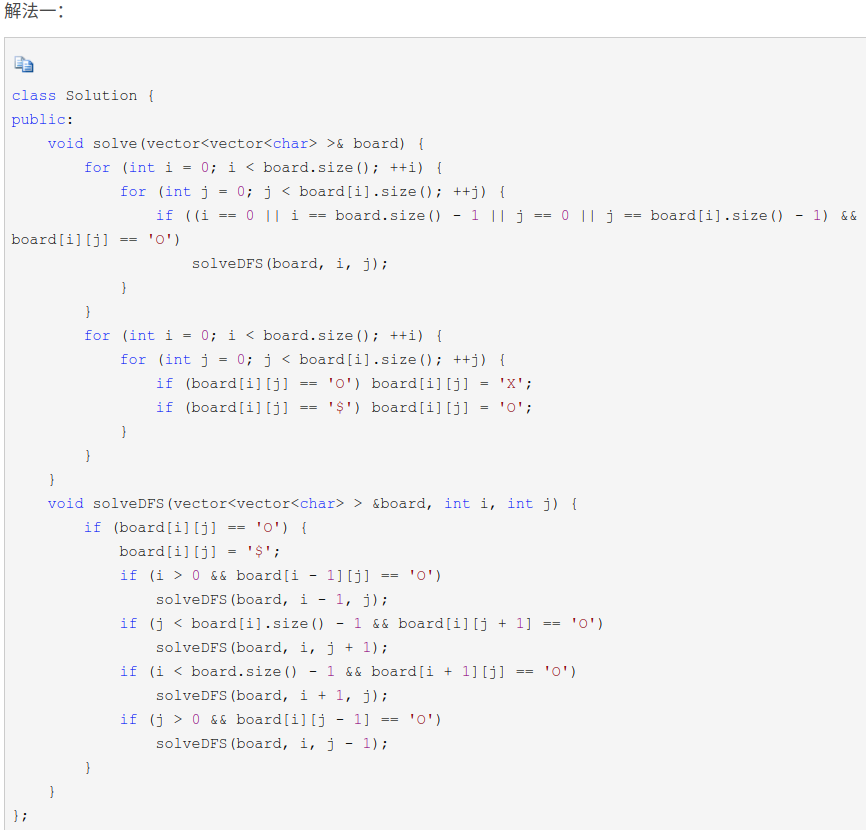 解法一：
class Solution {
public:
    void solve(vector<vector<char> >& board) {
        for (int i = 0; i < board.size(); ++i) {
            for (int j = 0; j < board[i].size(); ++j) {
                if ((i == 0 || i == board.size() - 1 || j == 0 || j == board[i].size() - 1) &&
board[i][j] == 'O')
                    solveDFS(board, i, j);
            }
        }
        for (int i = 0; i < board.size(); ++i) {
            for (int j = 0; j < board[i].size(); ++j) {
                if (board[i][j] == 'O') board[i][j] = 'X';
                if (board[i][j] == '$') board[i][j] = 'O';
            }
        }
    }
    void solveDFS(vector<vector<char> > &board, int i, int j) {
        if (board[i][j] == 'O') {
            board[i][j] = '$';
            if (i > 0 && board[i - 1][j] == 'O')
                solveDFS(board, i - 1, j);
            if (j < board[i].size() - 1 && board[i][j + 1] == 'O')
                solveDFS(board, i, j + 1);
            if (i < board.size() - 1 && board[i + 1][j] == 'O')
                solveDFS(board, i + 1, j);
            if (j > 0 && board[i][j - 1] == 'O')
                solveDFS(board, i, j - 1);
        }
    }
};